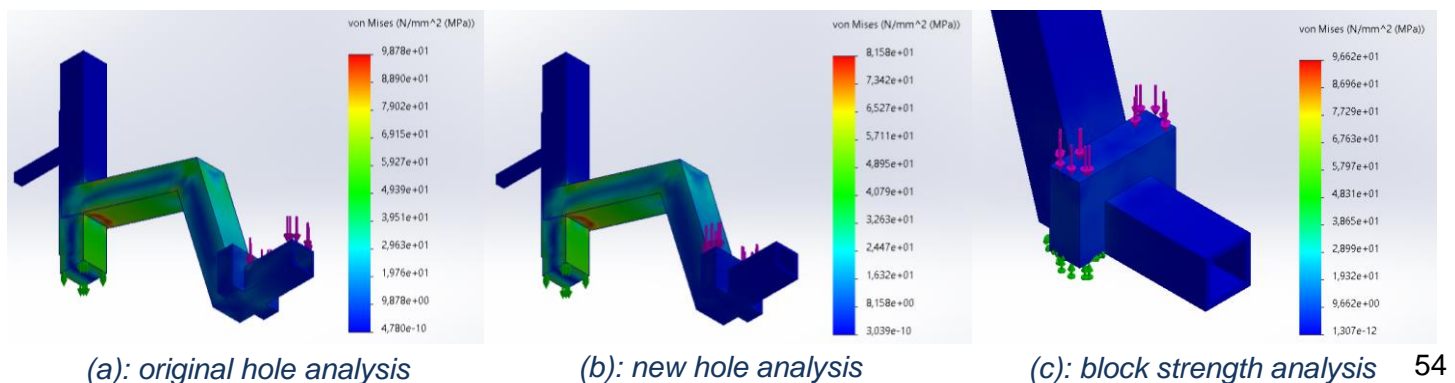 von Mises (N/mm^2 (MPa))
9,878e+01
8,890e+01
7,902e+01
6,915e+01
5,927e+01
4,939e+01
3,951e+01
2,963e+01
1,976e+01
9,878e+00
4,780e-10
von Mises (N/mm^2 (MPa))
8,158e+01
7,342e+01
6,527e+01
5,711e+01
4,895e+01
4,079e+01
3,263e+01
2,447e+01
1,632e+01
8,158e+00
3,039e-10
von Mises (N/mm^2 (MPa))
9,662e+01
8,696e+01
7,729e+01
6,763e+01
5,797e+01
4,831e+01
3,865e+01
2,899e+01
1,932e+01
9,662e+00
1,307e-12
(a): original hole analysis
(b): new hole analysis
(c): block strength analysis
54